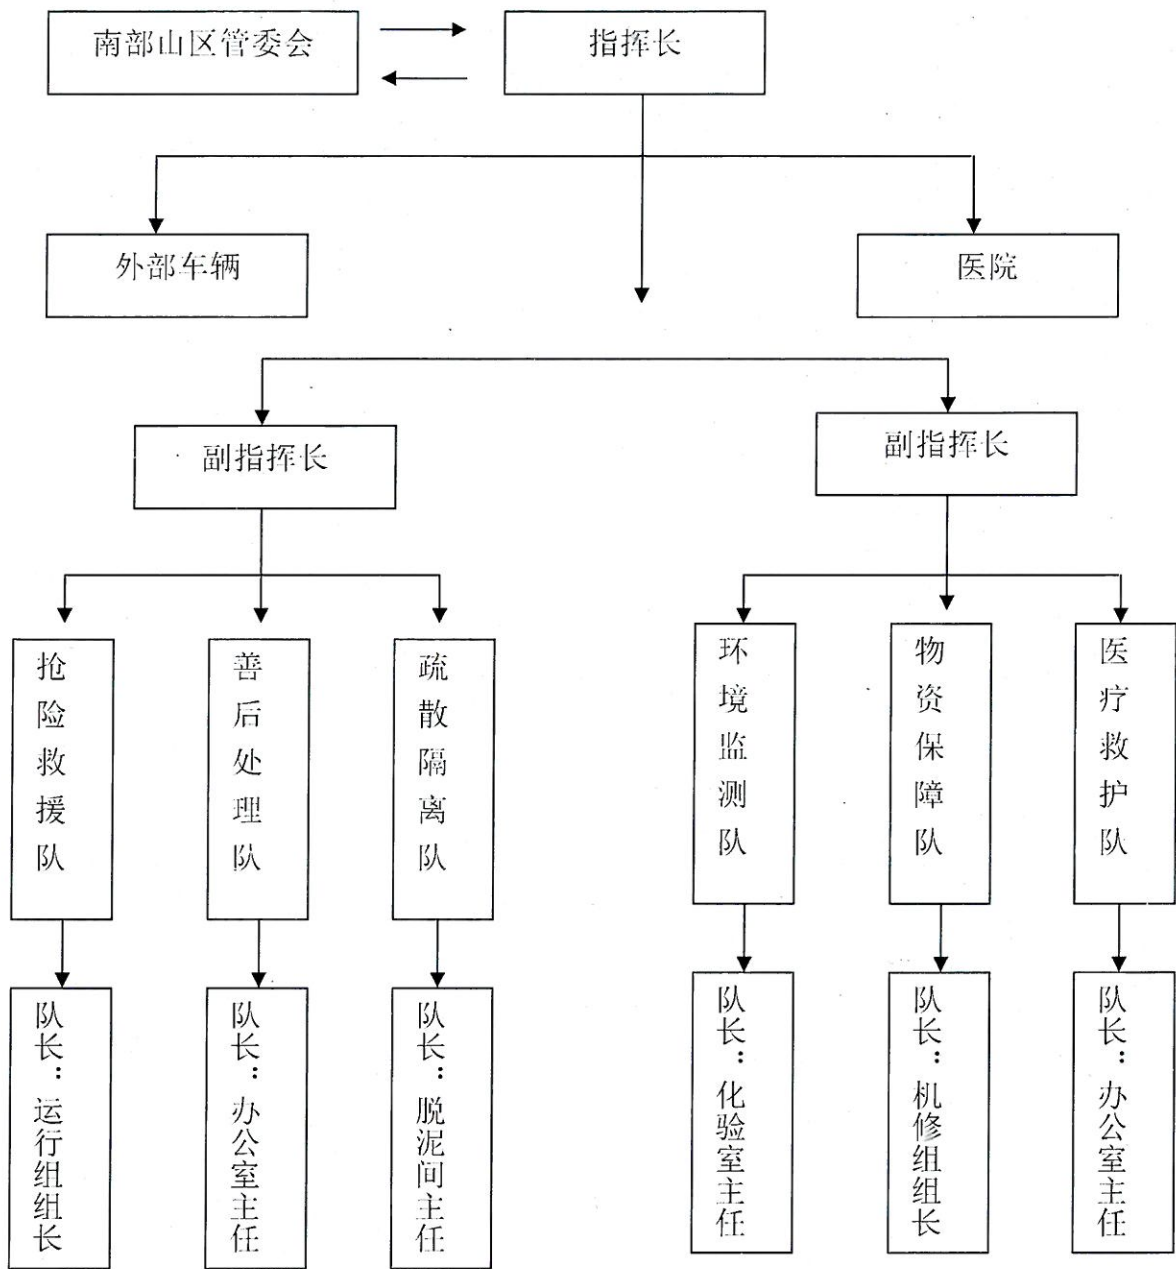 南部山区管委会
指挥长
外部车辆
医院
副指挥长
副指挥长
抢险救援队
善后处理队
疏散隔离队
环境监测队
物资保障队
医疗救护队
队长：运行组组长
队长：办公室主任
队长：脱泥间主任
队长：化验室主任
队长：机修组组长
队长：办公室主任